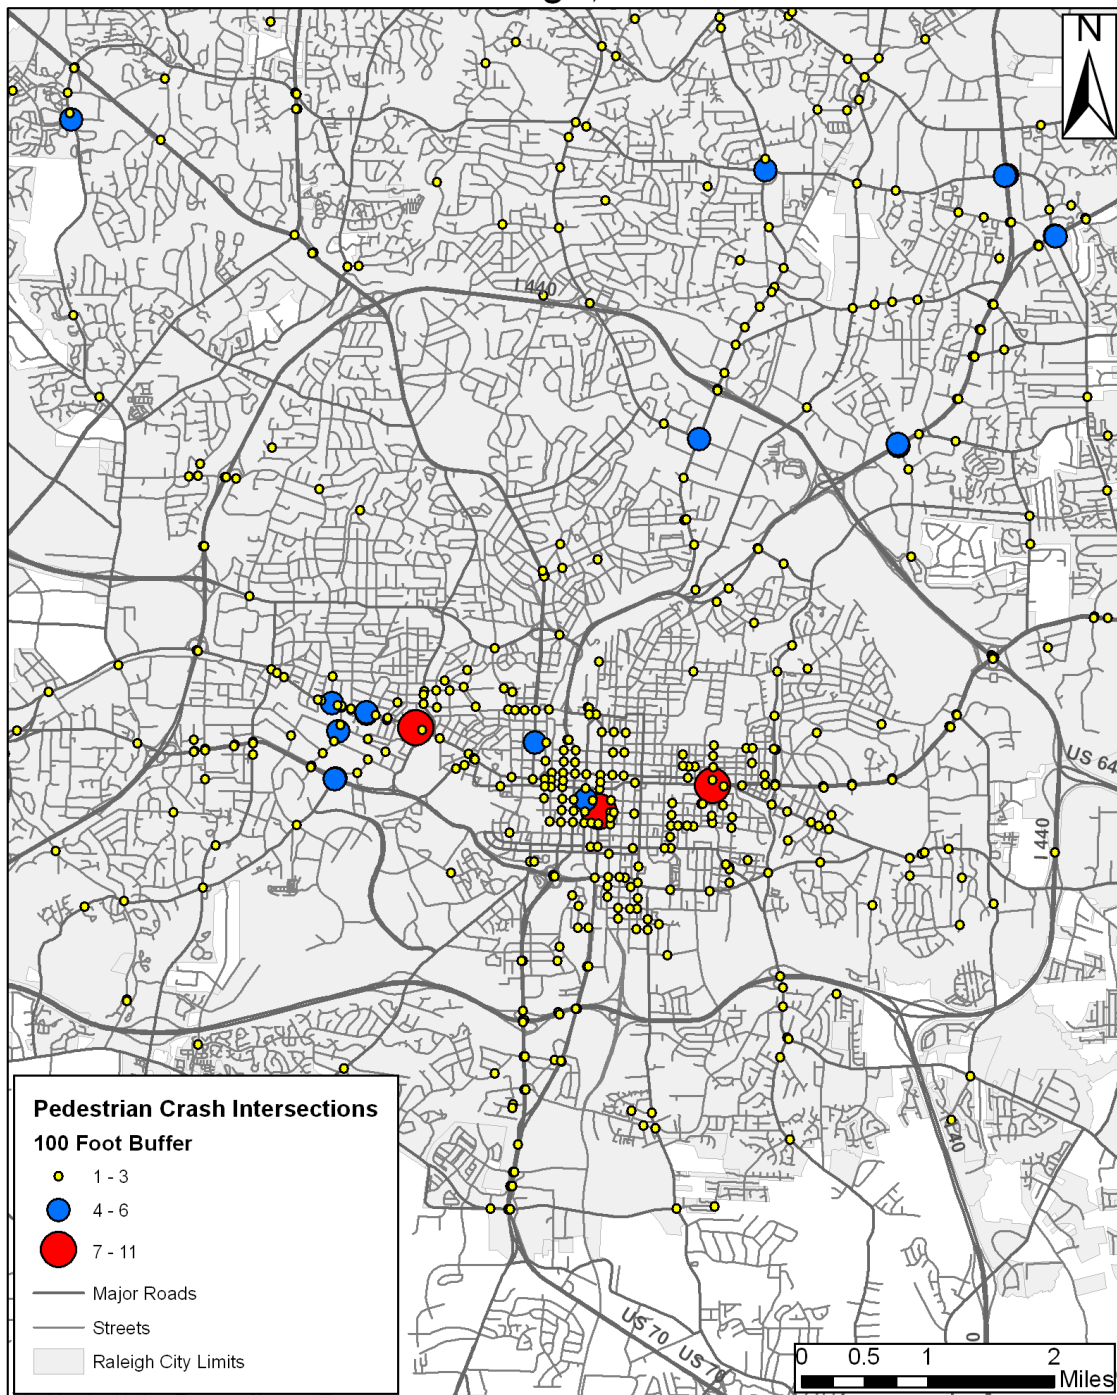 N
I 440
US 64
I 440
I 40
US 70
US 70
Pedestrian Crash Intersections
100 Foot Buffer
1 - 3
4 - 6
7 - 11
Major Roads
Streets
Raleigh City Limits
0 0.5 1 2
Miles